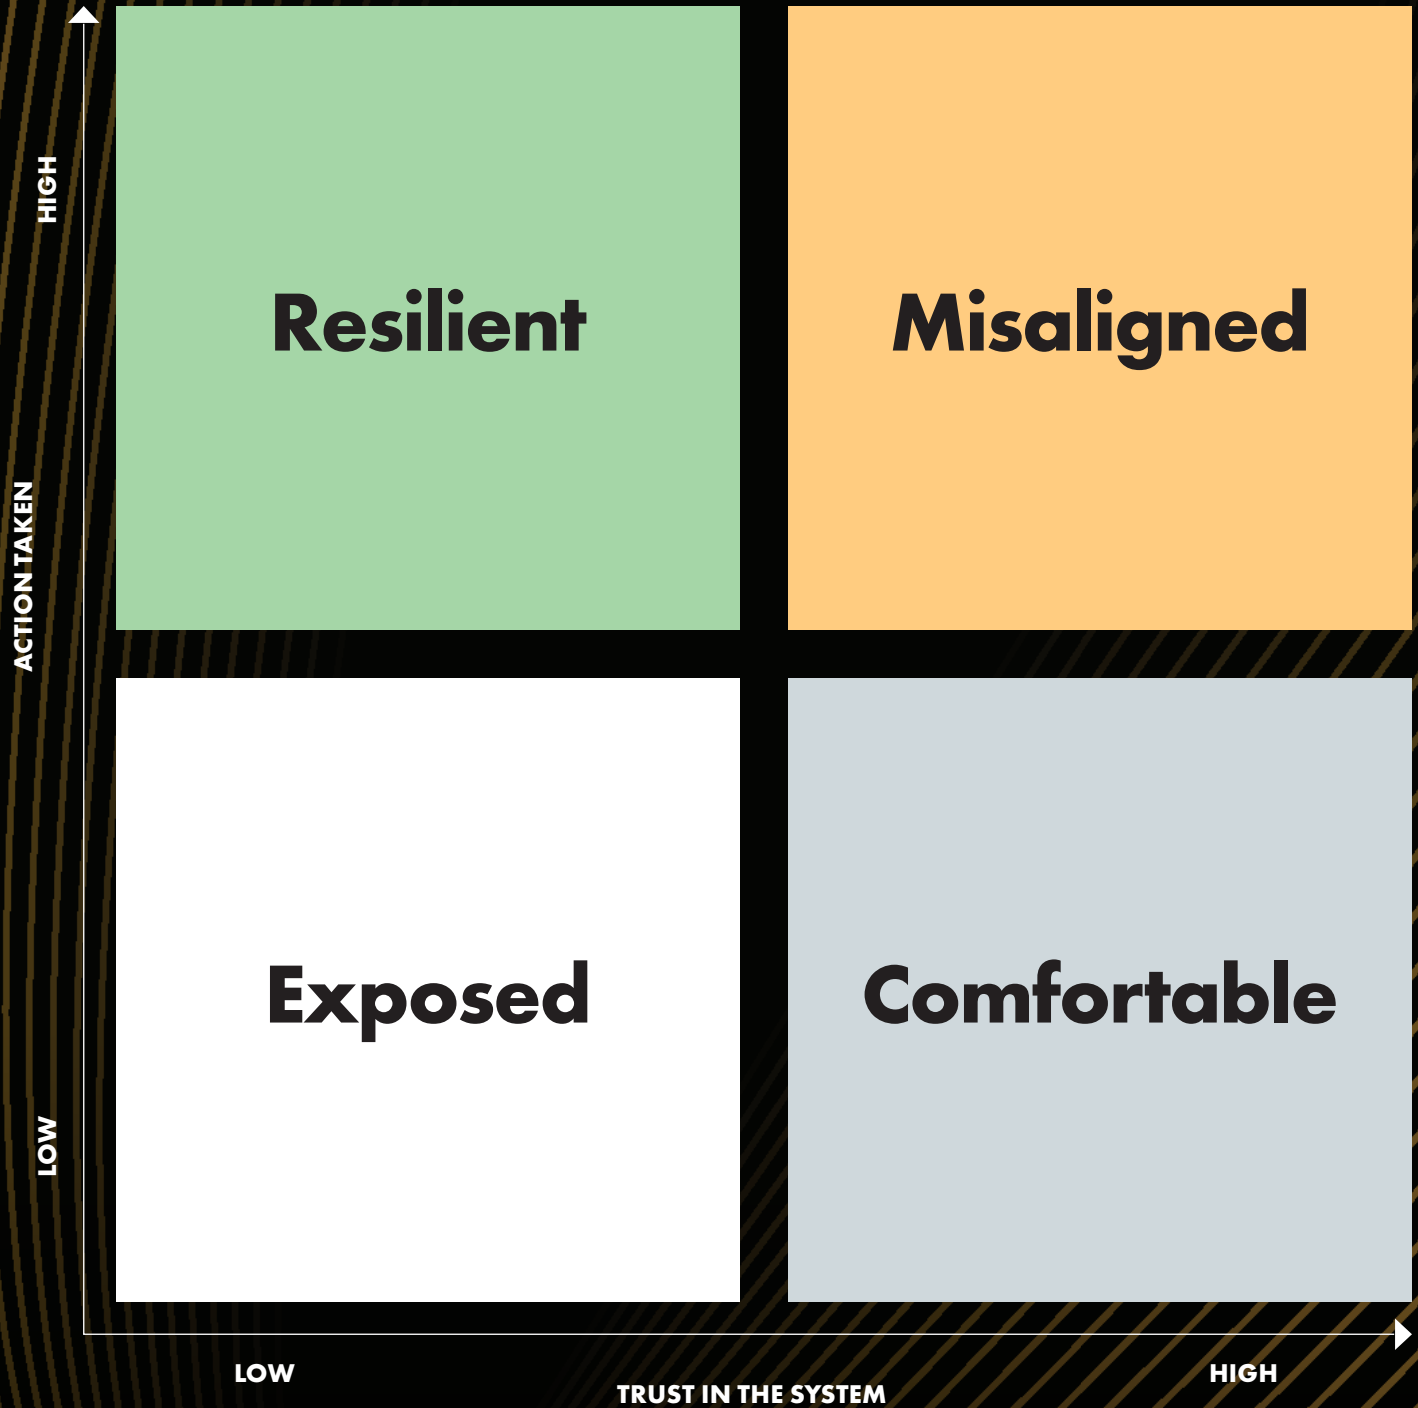 HIGH
Resilient
Misaligned
ACTION TAKEN
Exposed
Comfortable
LOW
LOW
HIGH
TRUST IN THE SYSTEM